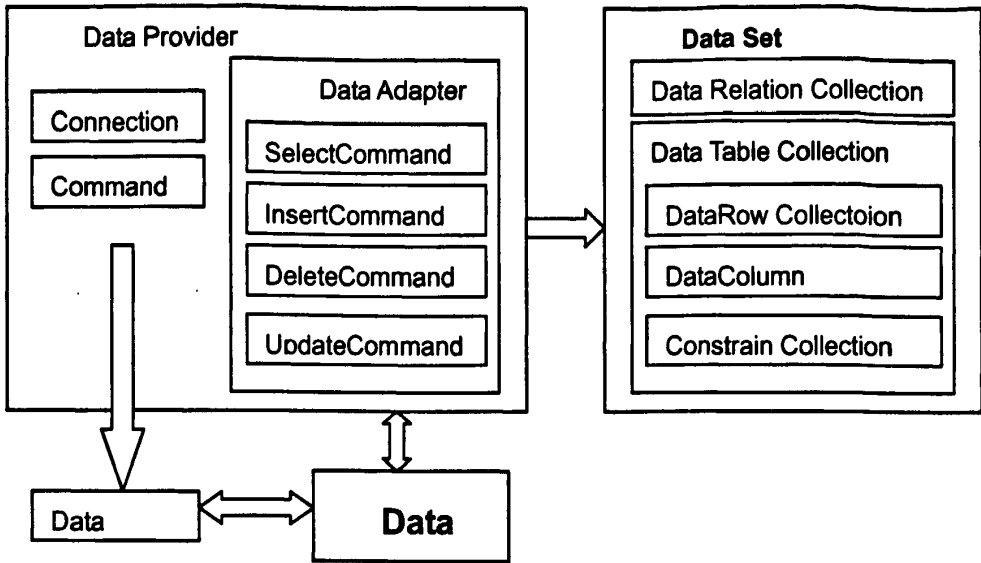 Data Provider
Connection
Command
Data Adapter
SelectCommand
InsertCommand
DeleteCommand
UpdateCommand
Data Set
Data Relation Collection
Data Table Collection
DataRow Collectoion
DataColumn
Constrain Collection
Data
Data